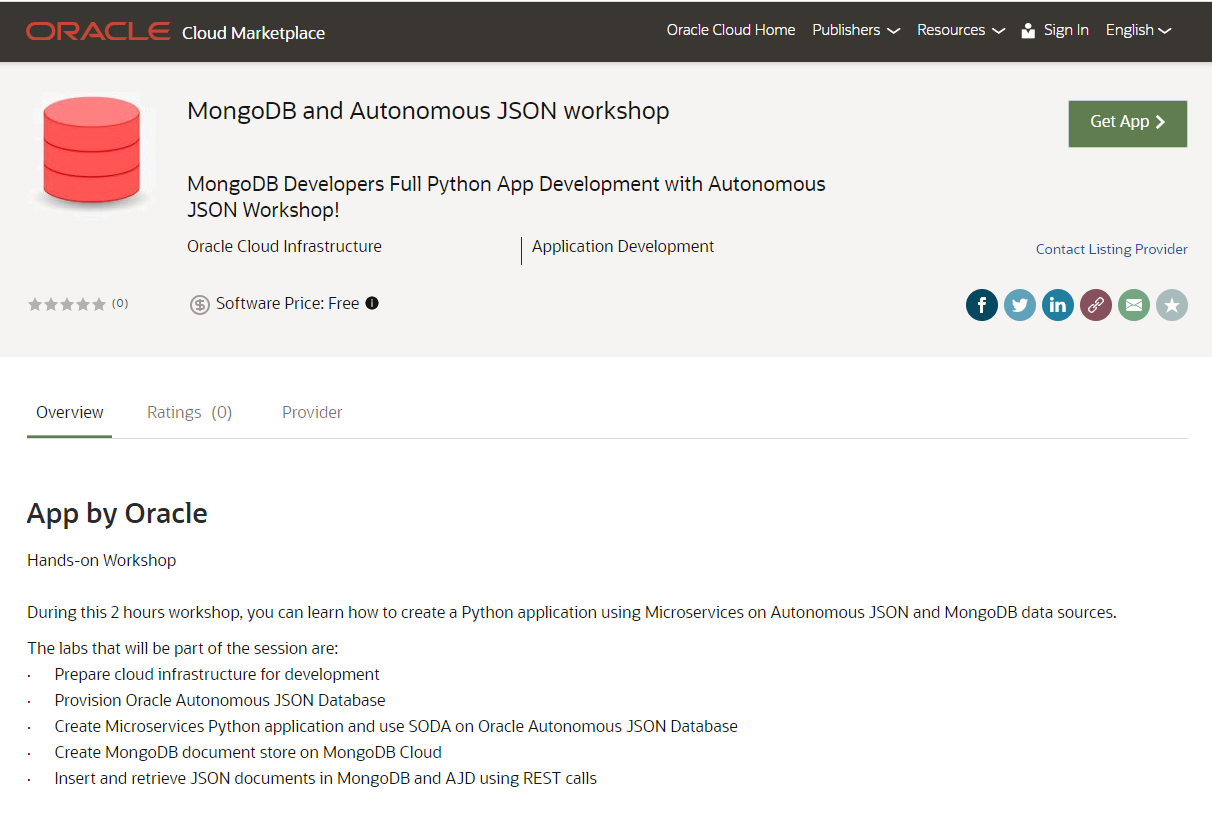 ORACLE Cloud Marketplace
Oracle Cloud Home Publishers Resources Sign In English
MongoDB and Autonomous JSON workshop
Get App
MongoDB Developers Full Python App Development with Autonomous
JSON Workshop!
Oracle Cloud Infrastructure
Application Development
Contact Listing Provider
(0)
Software Price: Free
Overview Ratings (0) Provider
App by Oracle
Hands-on Workshop
During this 2 hours workshop, you can learn how to create a Python application using Microservices on Autonomous JSON and MongoDB data sources.
The labs that will be part of the session are:
· Prepare cloud infrastructure for development
· Provision Oracle Autonomous JSON Database
· Create Microservices Python application and use SODA on Oracle Autonomous JSON Database
· Create MongoDB document store on MongoDB Cloud
· Insert and retrieve JSON documents in MongoDB and AJD using REST calls